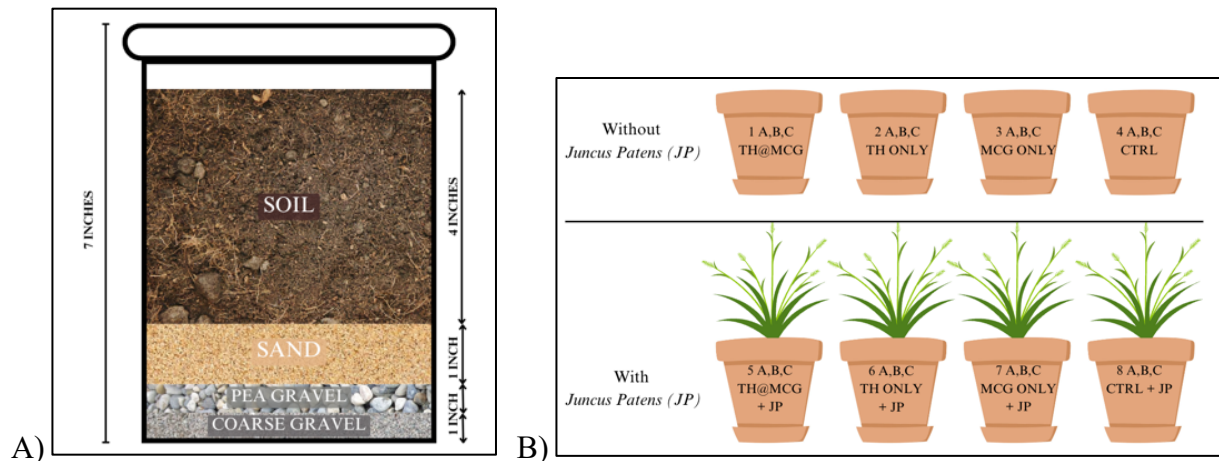 A)
7 INCHES
SOIL
4 INCHES
SAND
1 INCH
PEA GRAVEL
1 INCH
COARSE GRAVEL
1 INCH
B)
Without
Juncus Patens (JP)
1 A,B,C
TH@MCG
2 A,B,C
TH ONLY
3 A,B,C
MCG ONLY
4 A,B,C
CTRL
With
Juncus Patens (JP)
5 A,B,C
TH@MCG
+ JP
6 A,B,C
TH ONLY
+ JP
7 A,B,C
MCG ONLY
+ JP
8 A,B,C
CTRL + JP